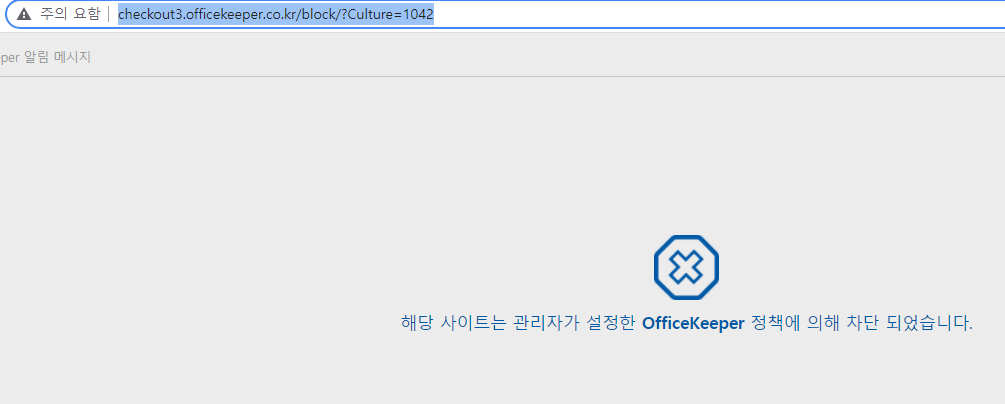 주의 요함 | checkout3.officekeeper.co.kr/block/?Culture=1042
per 알림 메시지
해당 사이트는 관리자가 설정한 OfficeKeeper 정책에 의해 차단 되었습니다.